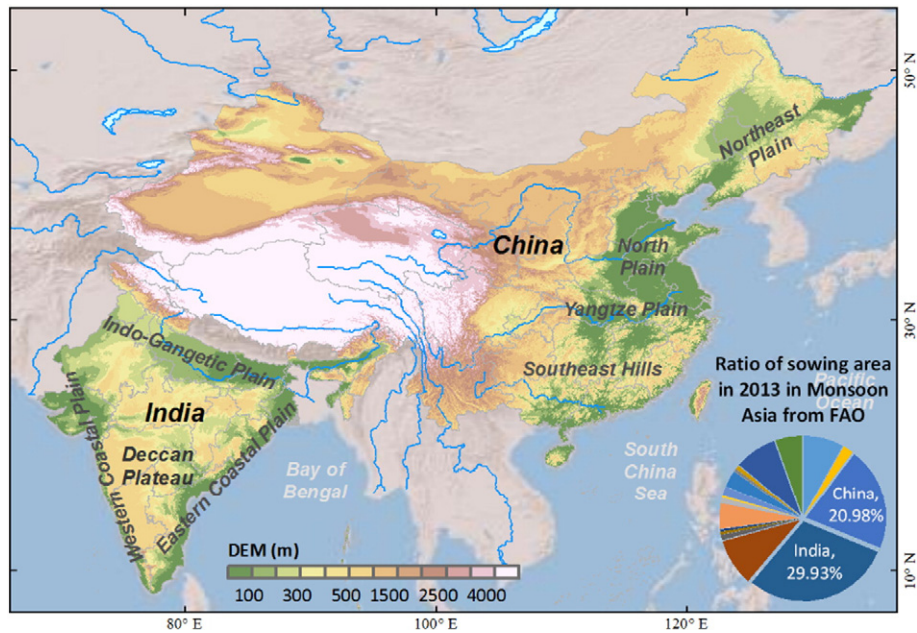 50° N
Northeast
Plain
China
North
Plain
Yangtze Plain
30° N
Indo-Gangetic Plain
Southeast Hills
Ratio of sowing area
in 2013 in Monsoon
Asia from FAO
Pacific
Ocean
India
Western Coastal Plain
Deccan
Plateau
Eastern Coastal Plain
Bay of
Bengal
South
China
Sea
China,
20.98%
India,
29.93%
DEM (m)
100 300 500 1500 2500 4000
10° N
80° E 100° E 120° E